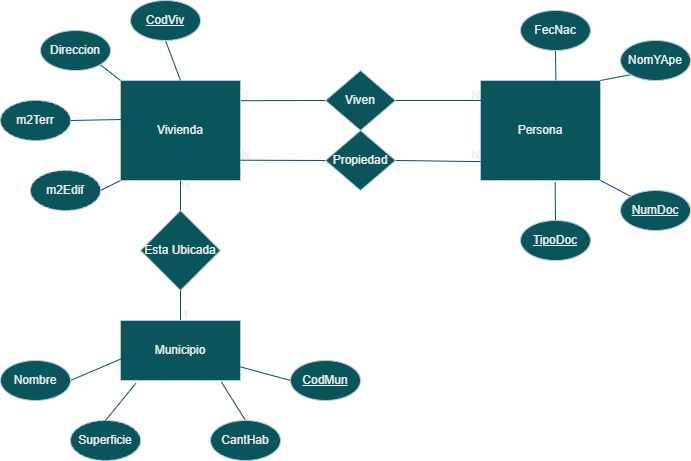 CodViv
FecNac
Direccion
NomYApe
1
Viven
N
m2Terr
Vivienda
Persona
N
Propiedad
N
m2Edif
N
NumDoc
TipoDoc
Esta Ubicada
1
Municipio
Nombre
CodMun
Superficie
CantHab